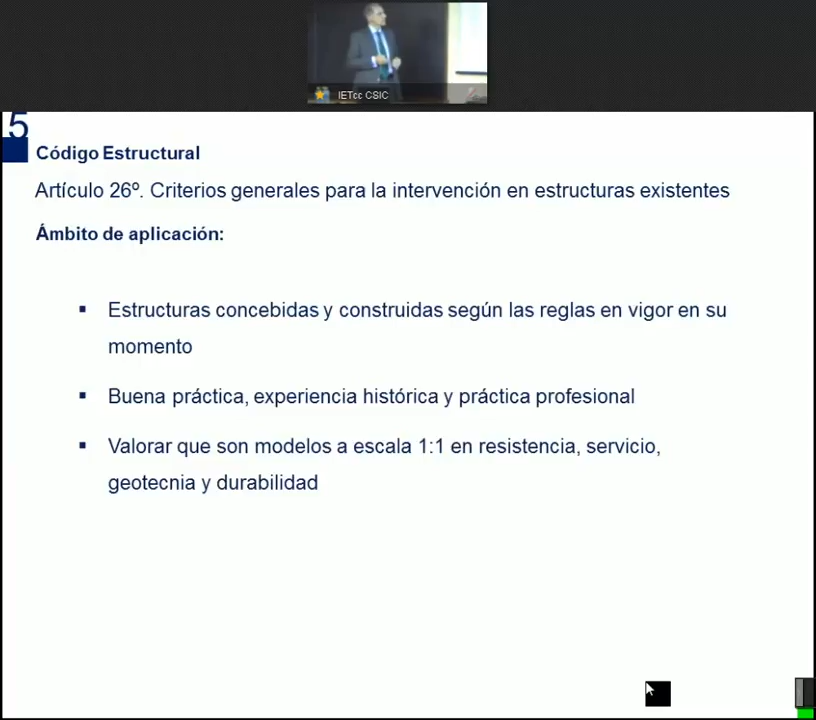 IETcc CSIC
5
Código Estructural
Artículo 26º. Criterios generales para la intervención en estructuras existentes
Ámbito de aplicación:
Estructuras concebidas y construidas según las reglas en vigor en su
momento
Buena práctica, experiencia histórica y práctica profesional
Valorar que son modelos a escala 1:1 en resistencia, servicio,
geotecnia y durabilidad